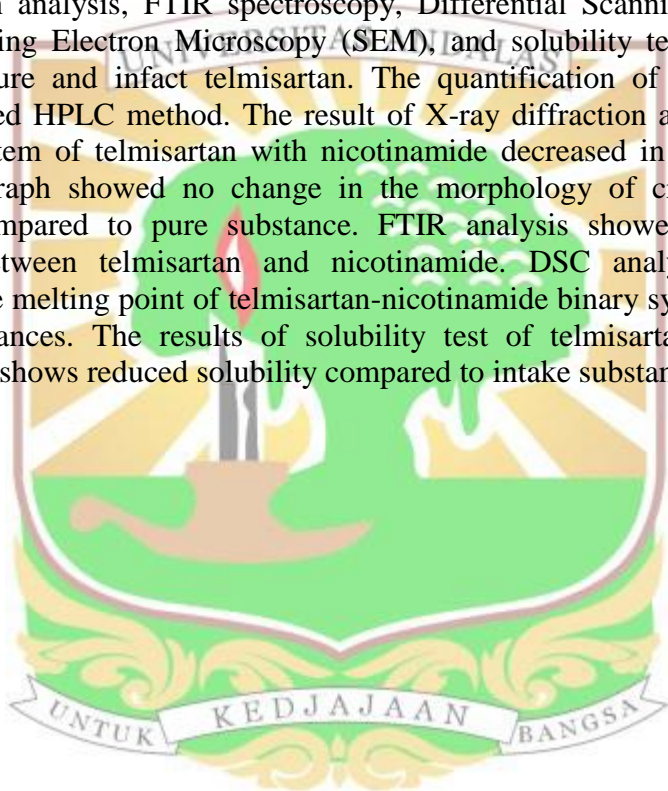 n analysis, FTIR spectroscopy, Differential Scanni
ing Electron Microscopy (SEM), and solubility te
ure and infact telmisartan. The quantification of
ed HPLC method. The result of X-ray diffraction a
tem of telmisartan with nicotinamide decreased in
raph showed no change in the morphology of c
mpared to pure substance. FTIR analysis showe
tween telmisartan and nicotinamide. DSC analy
e melting point of telmisartan-nicotinamide binary sy
ances. The results of solubility test of telmisarta
shows reduced solubility compared to intake substan
UNIVERSITAS ANDALAS
UNTUK KEDJAJAAN BANGSA